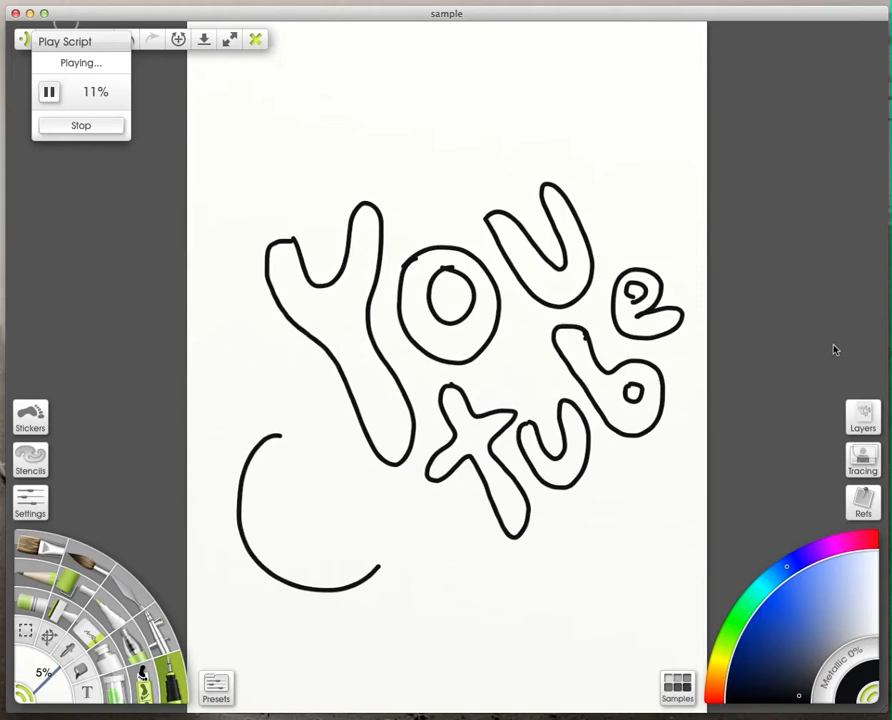 sample
Play Script
Playing...
11%
Stop
You
tube
Stickers
Stencils
Settings
Layers
Tracing
Refs
5%
T
Presets
Samples
Metallic 0%